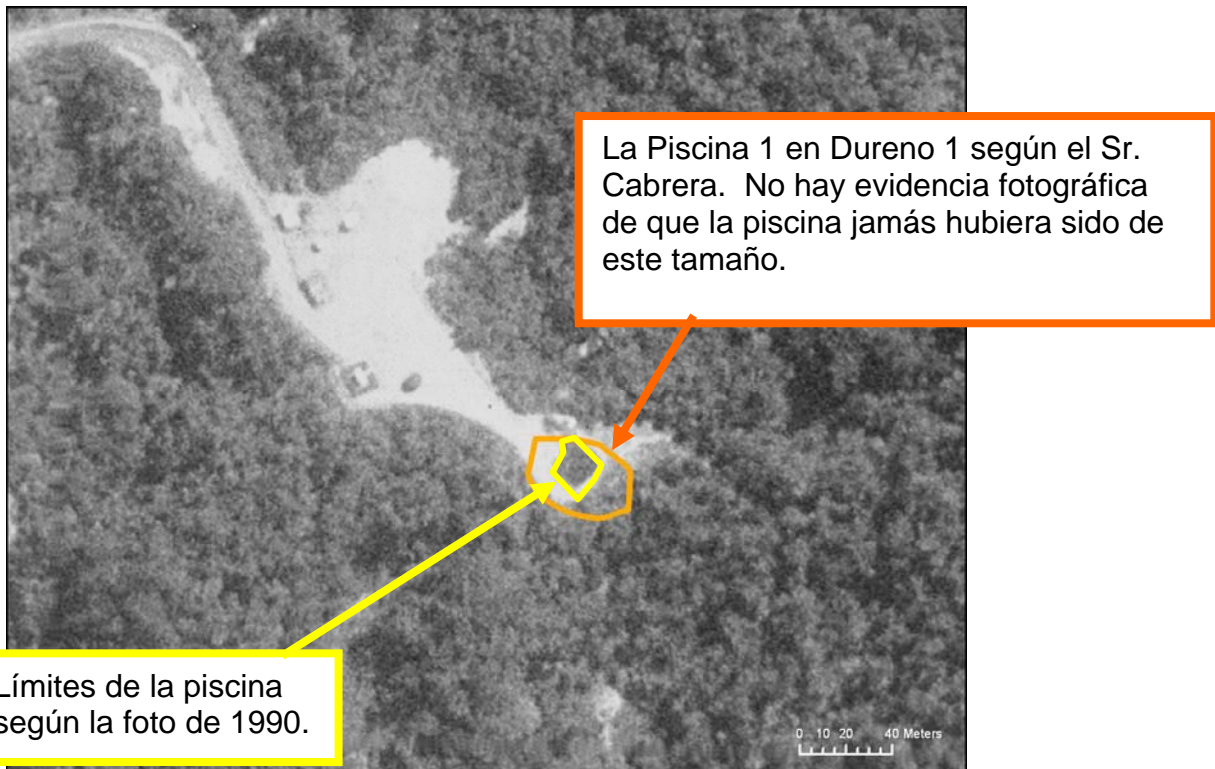 La Piscina 1 en Dureno 1 según el Sr.
Cabrera. No hay evidencia fotográfica
de que la piscina jamás hubiera sido de
este tamaño.
Límites de la piscina
según la foto de 1990.
0 10 20 40 Meters